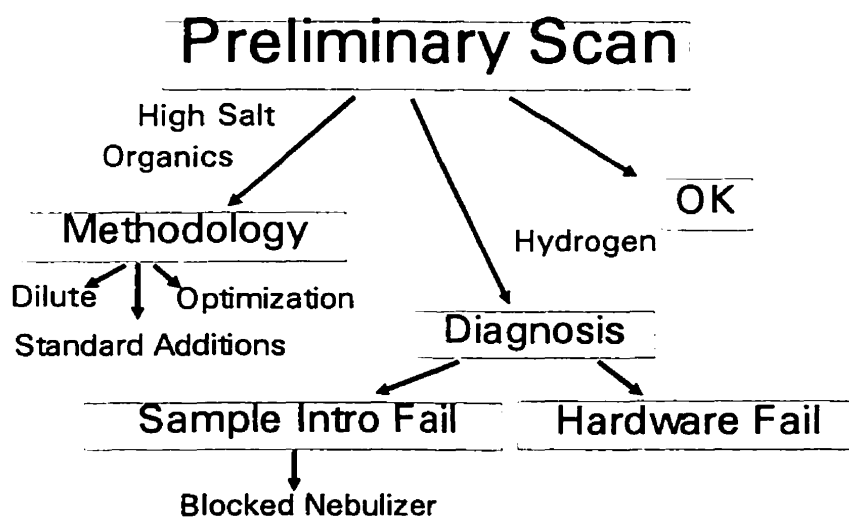 Preliminary Scan
High Salt
Organics
OK
Methodology
Hydrogen
Dilute
Optimization
Standard Additions
Diagnosis
Sample Intro Fail
Hardware Fail
Blocked Nebulizer